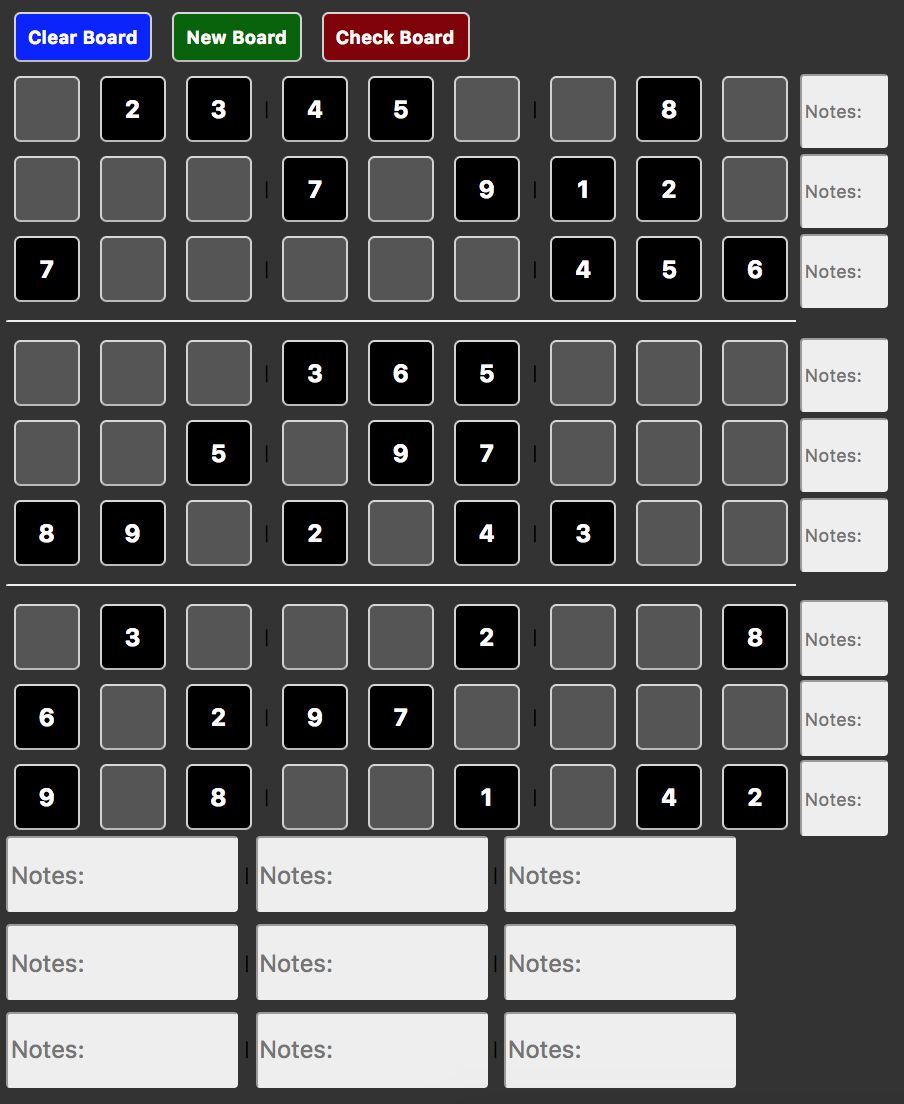 Clear Board New Board Check Board
2 3 | 4 5 | 8 Notes:
| 7 9 | 1 2 Notes:
7 | | 4 5 6 Notes:
| 3 6 5 | Notes:
5 | 9 7 | Notes:
8 9 | 2 4 | 3 Notes:
3 | 2 | 8 Notes:
6 2 | 9 7 | Notes:
9 8 | 1 | 4 2 Notes:
Notes: | Notes: | Notes:
Notes: | Notes: | Notes:
Notes: | Notes: | Notes: